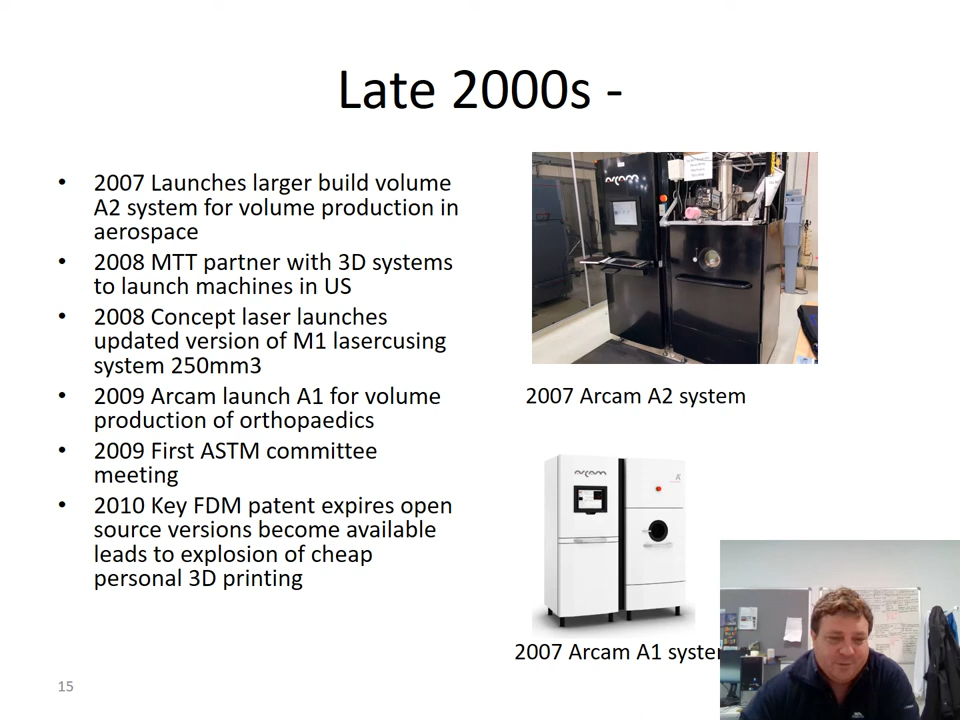 Late 2000s -
• 2007 Launches larger build volume
A2 system for volume production in
aerospace
• 2008 MTT partner with 3D systems
to launch machines in US
• 2008 Concept laser launches
updated version of M1 lasercusing
system 250mm3
• 2009 Arcam launch A1 for volume
production of orthopaedics
• 2009 First ASTM committee
meeting
• 2010 Key FDM patent expires open
source versions become available
leads to explosion of cheap
personal 3D printing
arcam
2007 Arcam A2 system
arcam
2007 Arcam A1
15